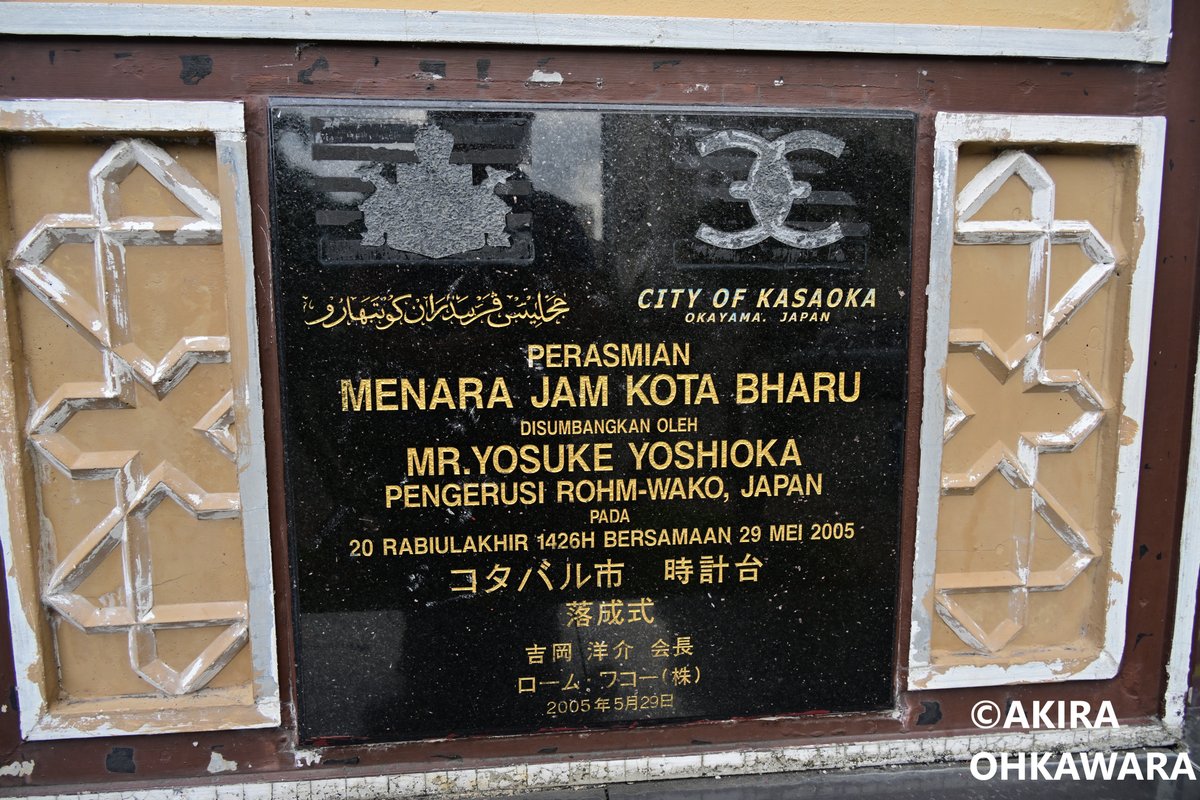 مجليس ڤربندران كوتا بهارو
CITY OF KASAOKA
OKAYAMA. JAPAN
PERASMIAN
MENARA JAM KOTA BHARU
DISUMBANGKAN OLEH
MR.YOSUKE YOSHIOKA
PENGERUSI ROHM-WAKO, JAPAN
PADA
20 RABIULAKHIR 1426H BERSAMAAN 29 MEI 2005
コタバル市 時計台
落成式
吉岡 洋介 会長
ローム・ワコー(株)
2005年5月29日
©AKIRA
OHKAWARA